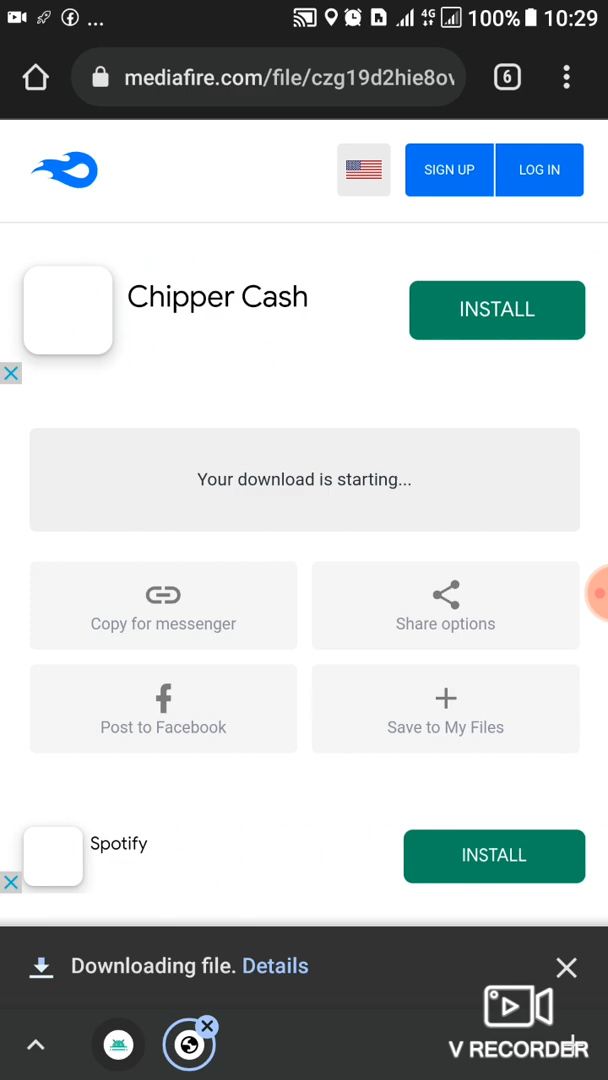 ... 4G 100% 10:29
mediafire.com/file/czg19d2hie8ov 6
SIGN UP LOG IN
Chipper Cash INSTALL
Your download is starting...
Copy for messenger Share options
Post to Facebook Save to My Files
Spotify INSTALL
Downloading file. Details
V RECORDER